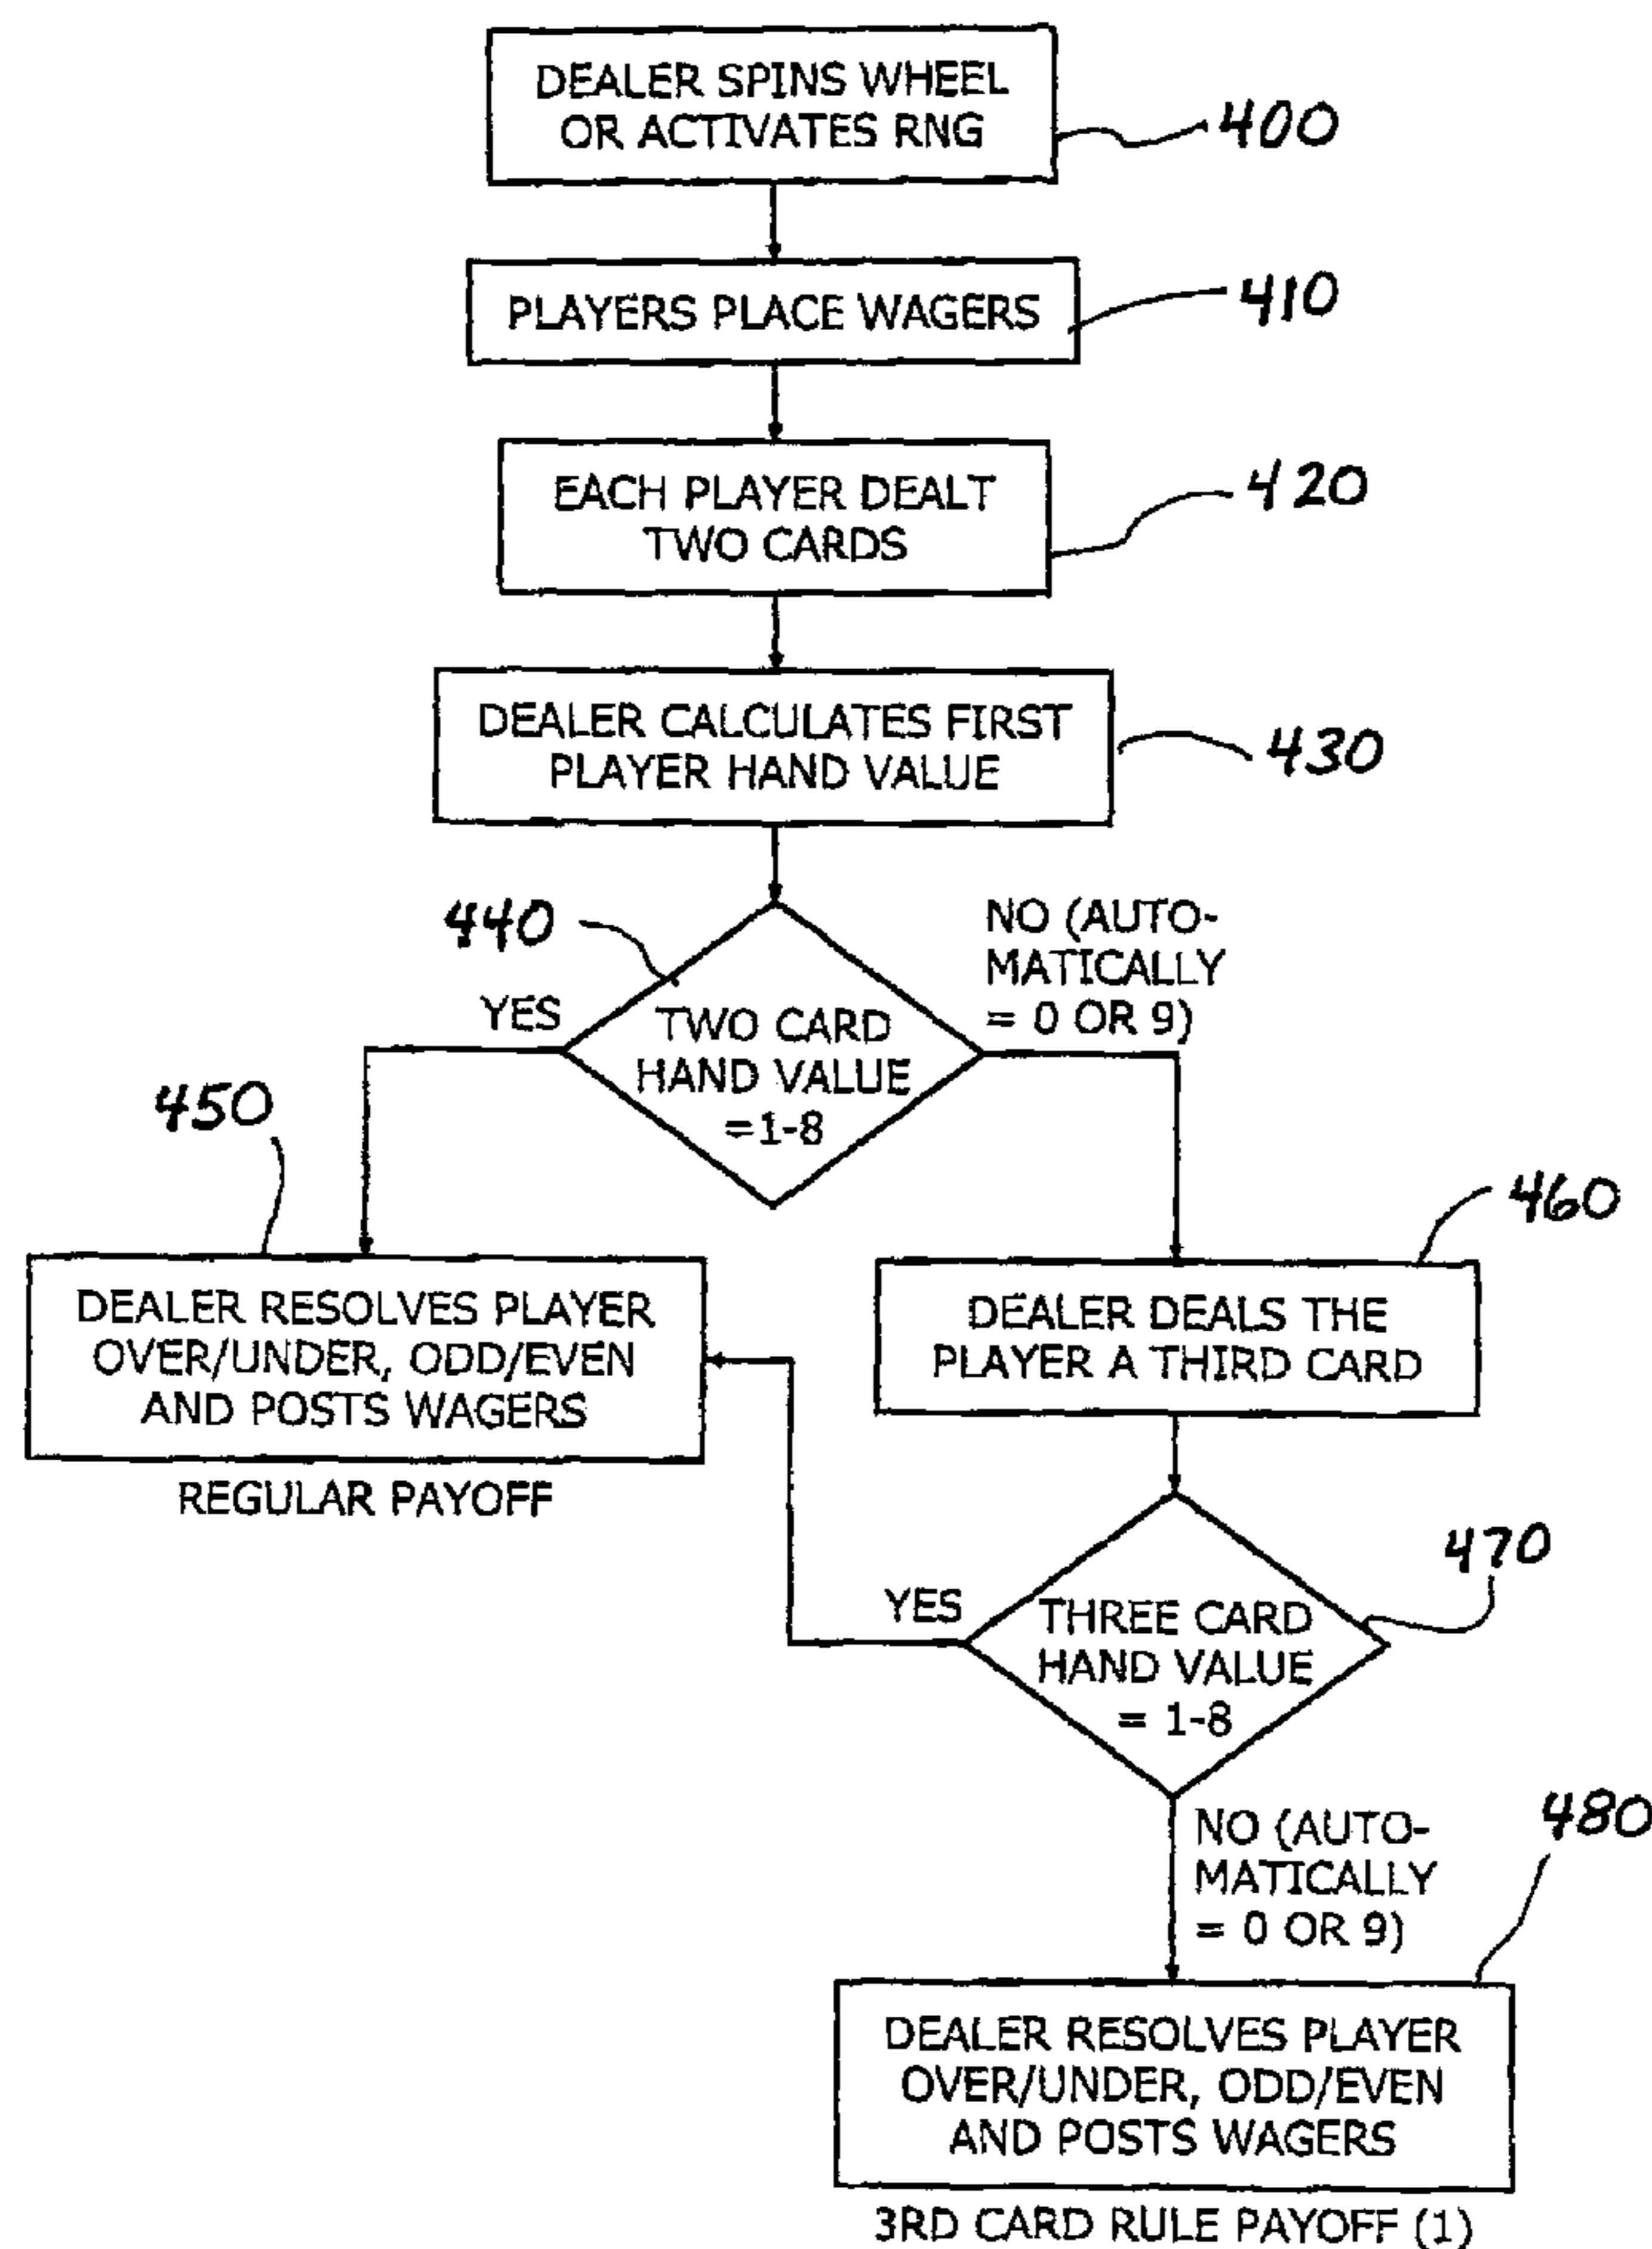 DEALER SPINS WHEEL
OR ACTIVATES RNG
400
PLAYERS PLACE WAGERS
410
EACH PLAYER DEALT
TWO CARDS
420
DEALER CALCULATES FIRST
PLAYER HAND VALUE
430
440
YES
TWO CARD
HAND VALUE
=1-8
NO (AUTO-
MATICALLY
= 0 OR 9)
450
DEALER RESOLVES PLAYER
OVER/UNDER, ODD/EVEN
AND POSTS WAGERS
REGULAR PAYOFF
460
DEALER DEALS THE
PLAYER A THIRD CARD
470
YES
THREE CARD
HAND VALUE
= 1-8
NO (AUTO-
MATICALLY
= 0 OR 9)
480
DEALER RESOLVES PLAYER
OVER/UNDER, ODD/EVEN
AND POSTS WAGERS
3RD CARD RULE PAYOFF (1)